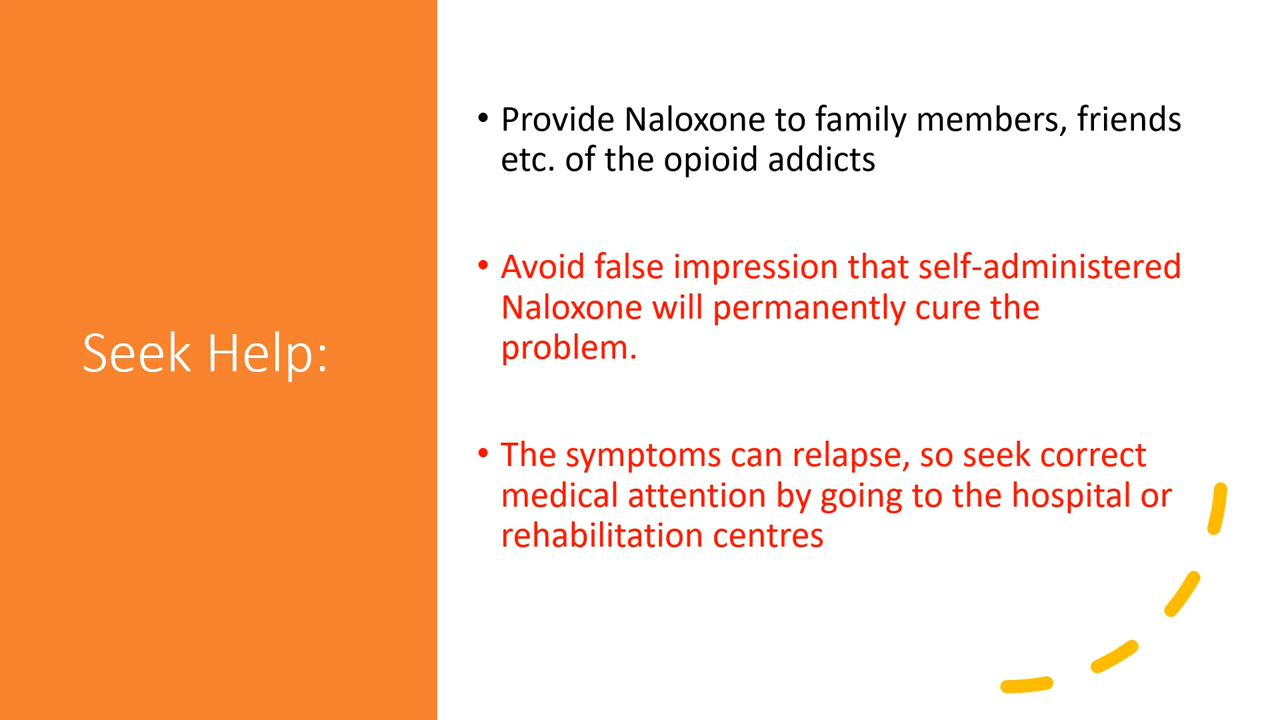 Seek Help:
• Provide Naloxone to family members, friends
etc. of the opioid addicts
• Avoid false impression that self-administered
Naloxone will permanently cure the
problem.
• The symptoms can relapse, so seek correct
medical attention by going to the hospital or
rehabilitation centres